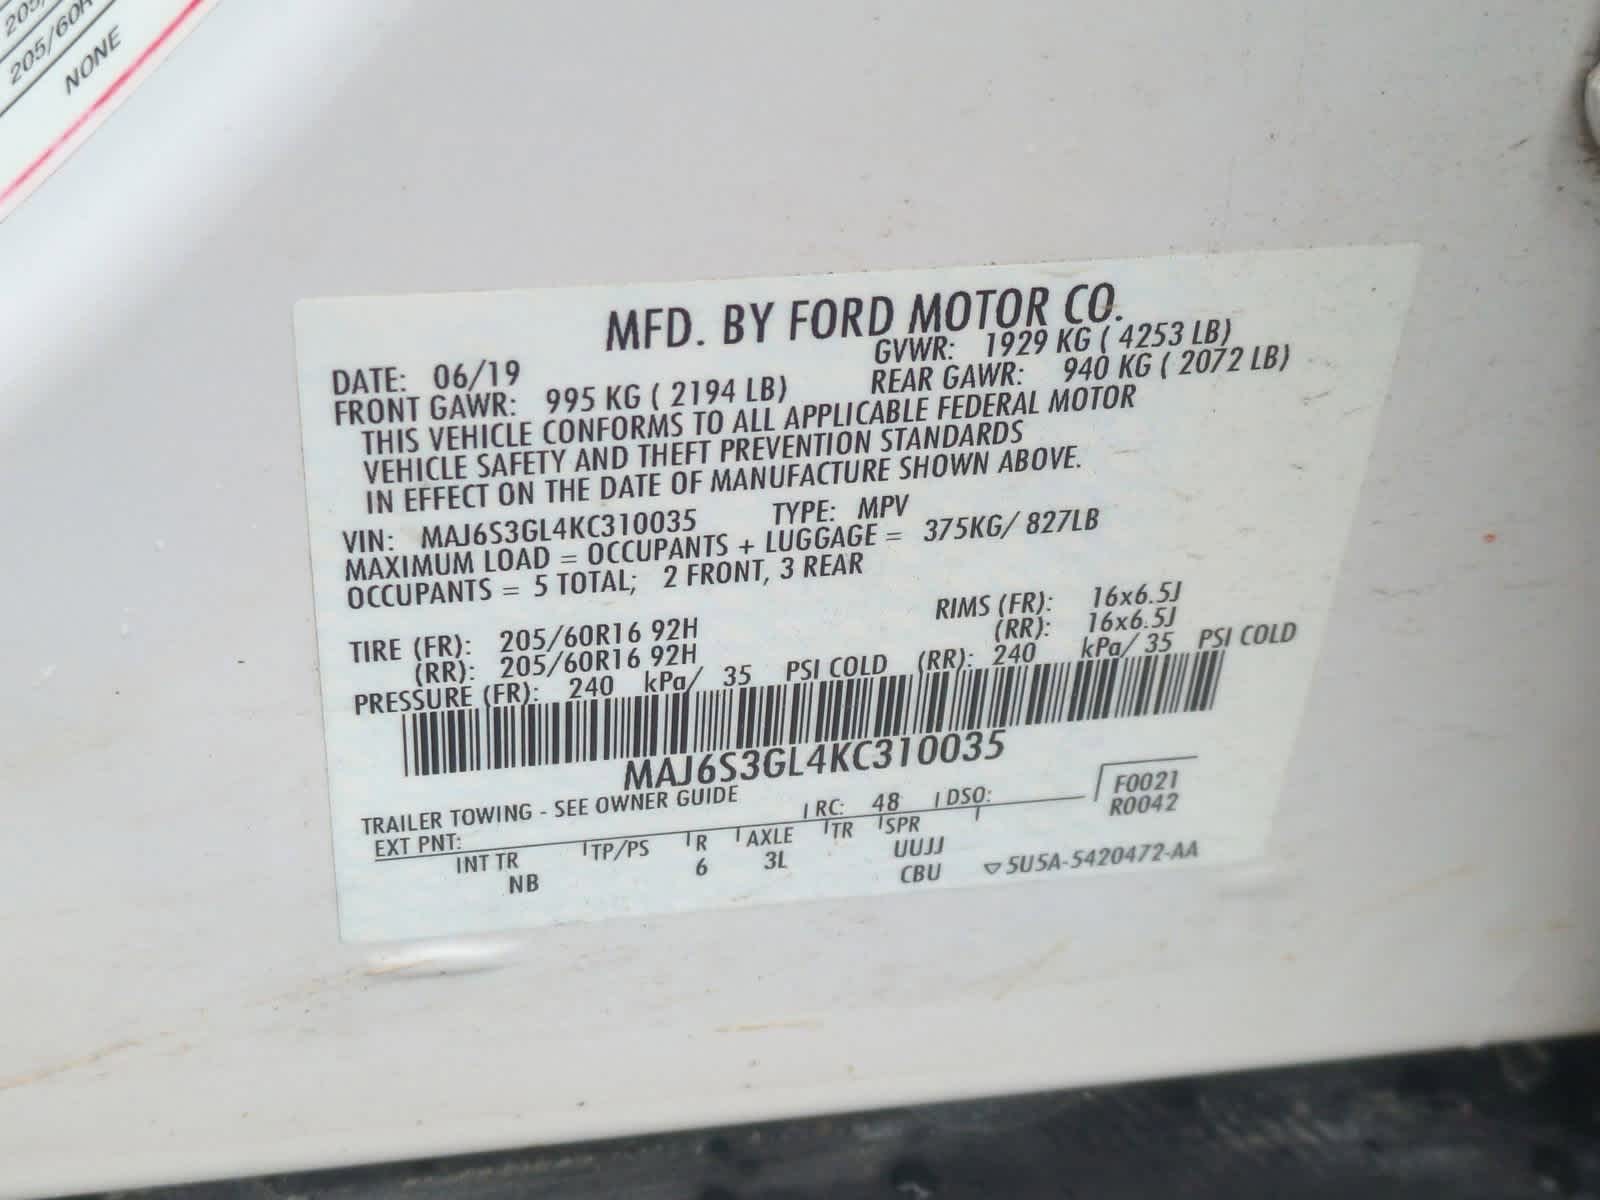 205/60R
NONE
MFD. BY FORD MOTOR CO.
DATE: 06/19 GVWR: 1929 KG ( 4253 LB)
FRONT GAWR: 995 KG ( 2194 LB) REAR GAWR: 940 KG ( 2072 LB)
THIS VEHICLE CONFORMS TO ALL APPLICABLE FEDERAL MOTOR
VEHICLE SAFETY AND THEFT PREVENTION STANDARDS
IN EFFECT ON THE DATE OF MANUFACTURE SHOWN ABOVE.
VIN: MAJ6S3GL4KC310035 TYPE: MPV
MAXIMUM LOAD = OCCUPANTS + LUGGAGE = 375KG/ 827LB
OCCUPANTS = 5 TOTAL; 2 FRONT, 3 REAR
TIRE (FR): 205/60R16 92H RIMS (FR): 16x6.5J
(RR): 205/60R16 92H (RR): 16x6.5J
PRESSURE (FR): 240 kPa/ 35 PSI COLD (RR): 240 kPa/ 35 PSI COLD
MAJ6S3GL4KC310035
TRAILER TOWING - SEE OWNER GUIDE
EXT PNT: RC: 48 DSO: F0021
R0042
INT TR TP/PS R AXLE TR SPR
NB 6 3L UUJJ
CBU 5U5A-5420472-AA